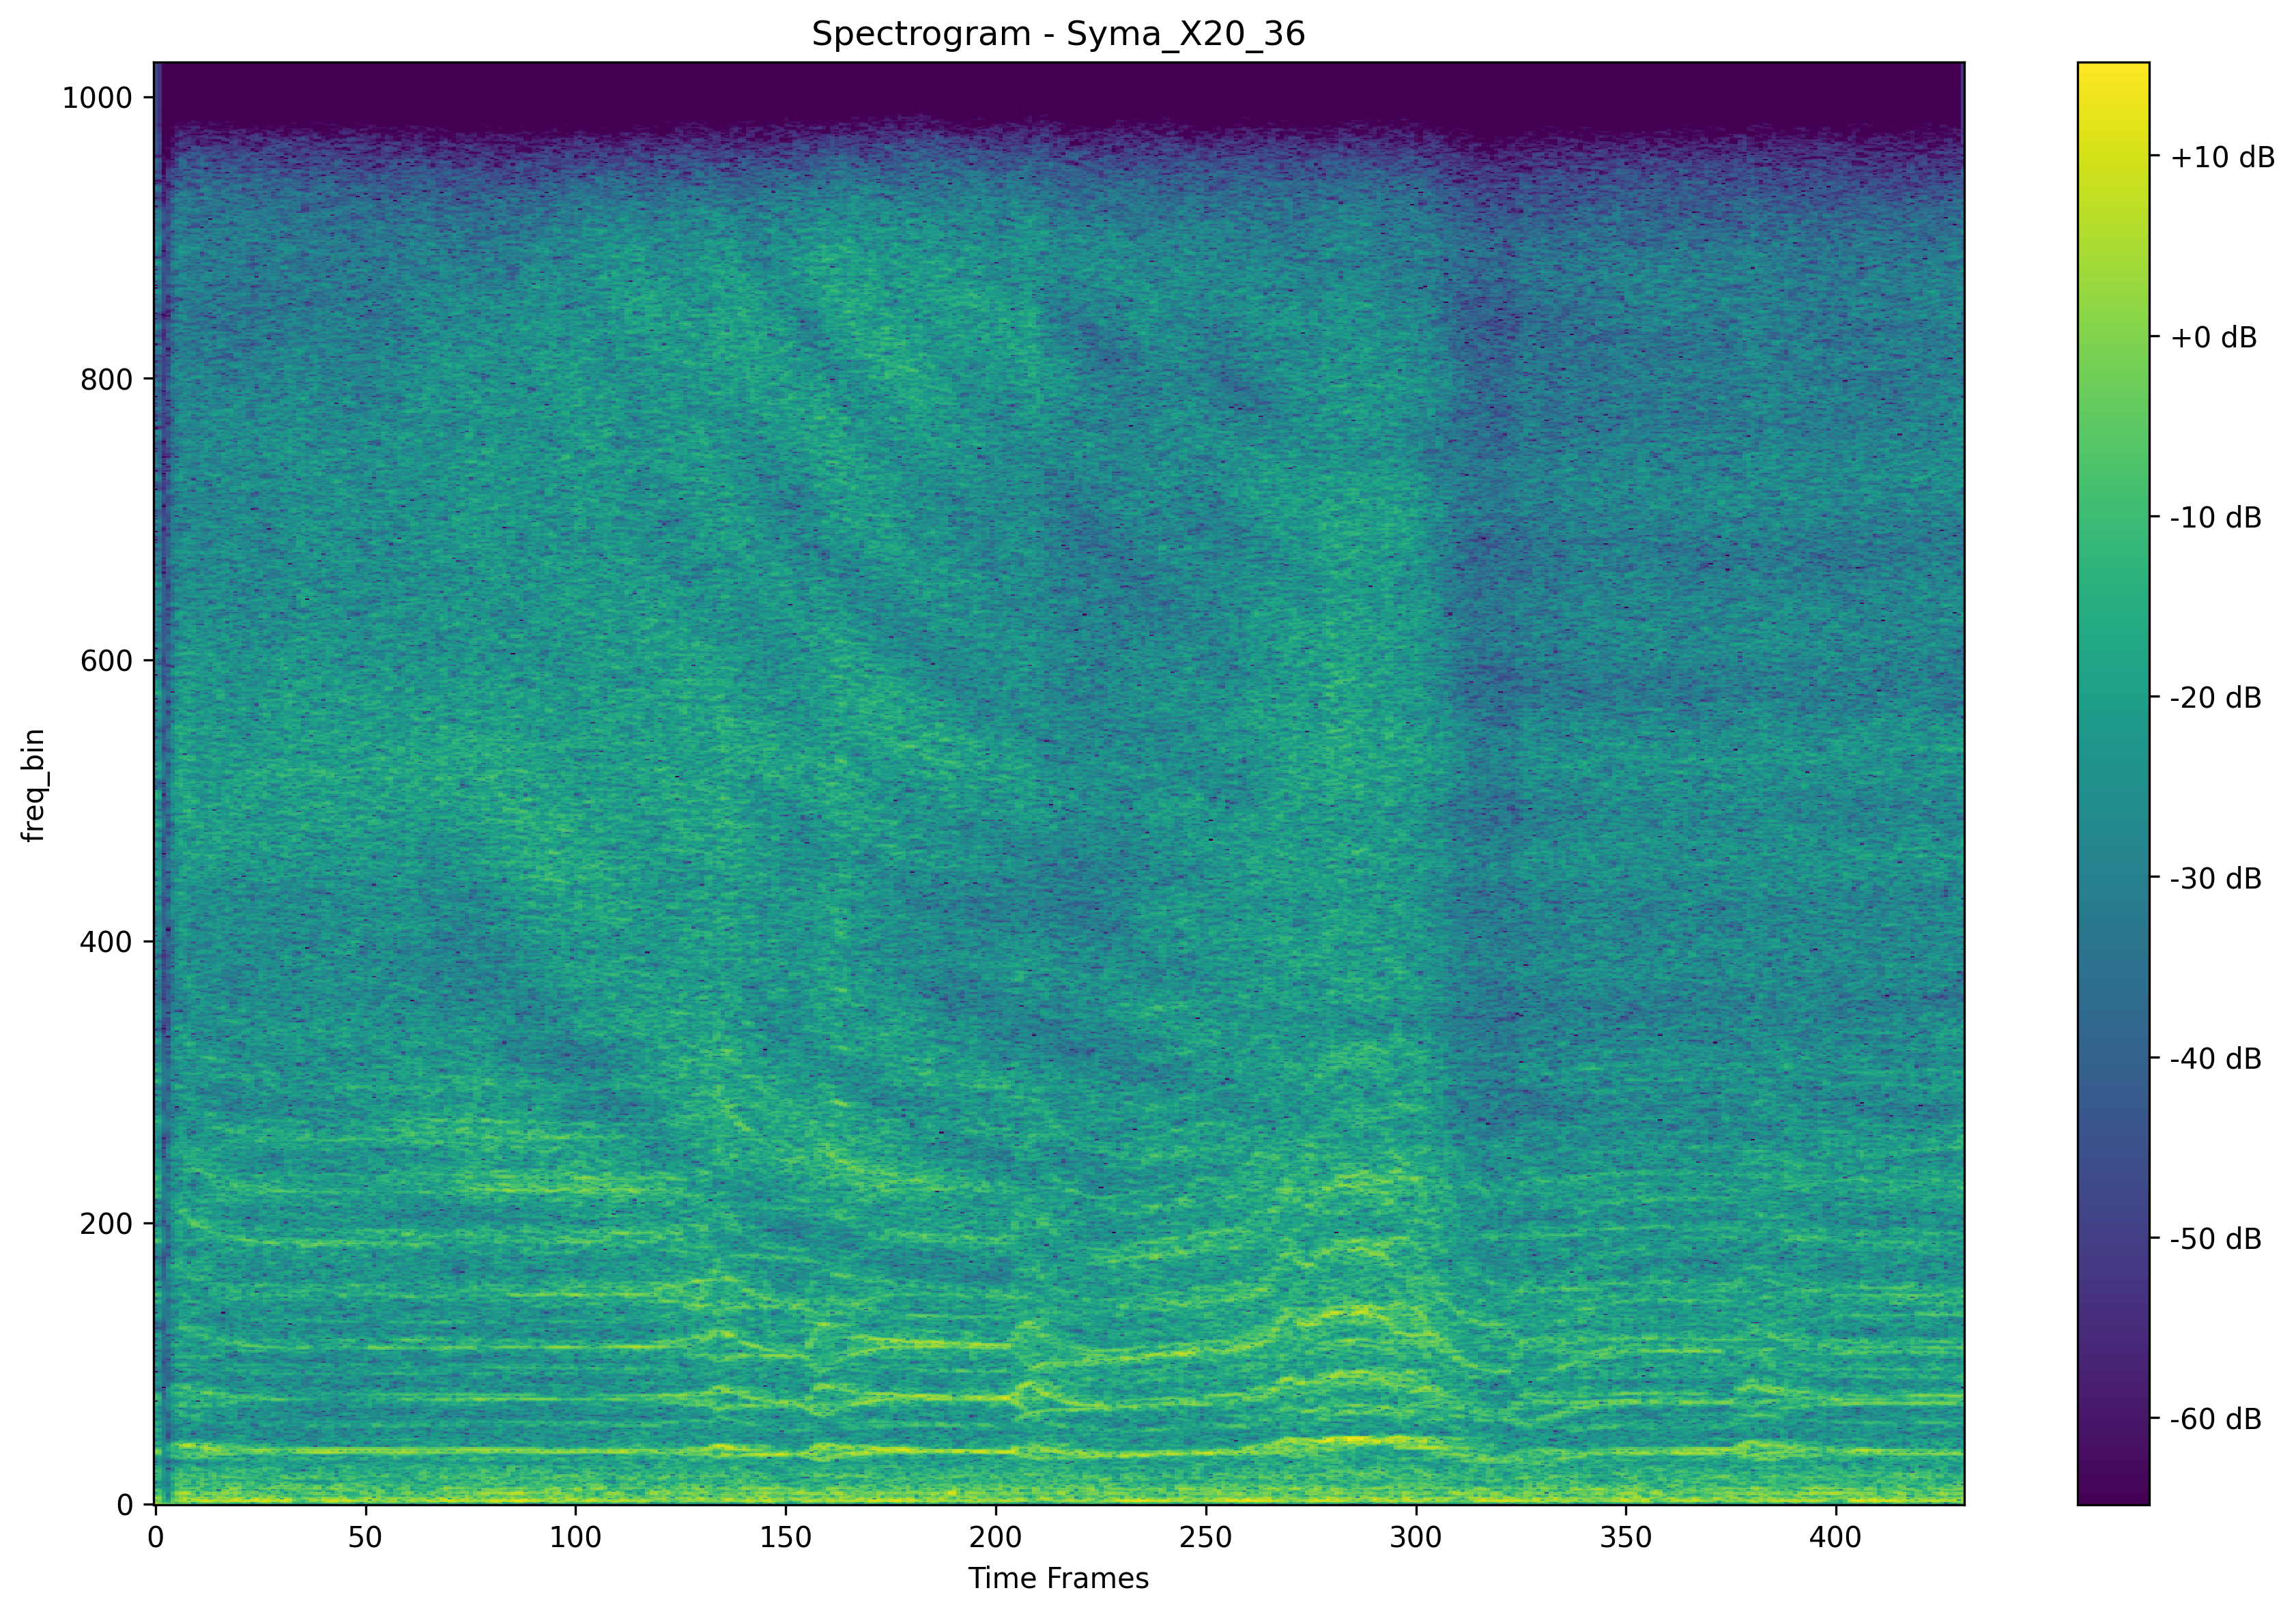 Spectrogram - Syma_X20_36
1000
800
600
400
200
0
freq_bin
0 50 100 150 200 250 300 350 400
Time Frames
+10 dB
+0 dB
-10 dB
-20 dB
-30 dB
-40 dB
-50 dB
-60 dB